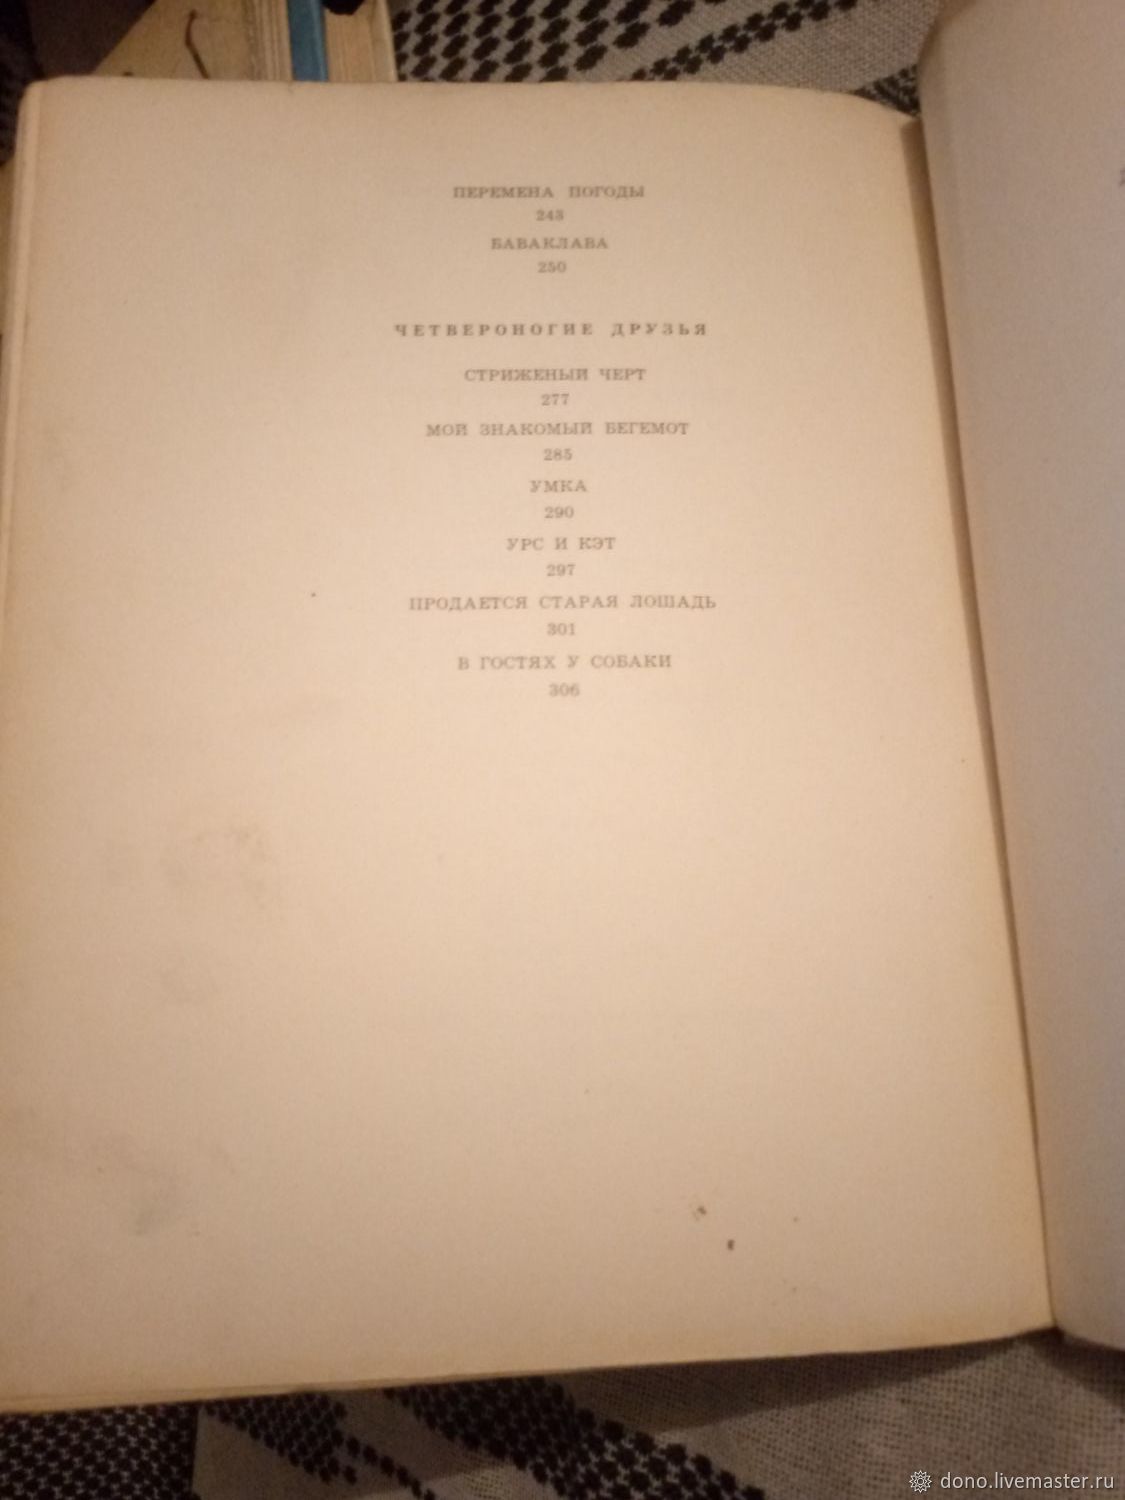 ПЕРЕМЕНА ПОГОДЫ
243
БАВАКЛАВА
250
ЧЕТВЕРОНОГИЕ ДРУЗЬЯ
СТРИЖЕНЫЙ ЧЕРТ
277
МОЙ ЗНАКОМЫЙ БЕГЕМОТ
285
УМКА
290
УРС И КЭТ
297
ПРОДАЕТСЯ СТАРАЯ ЛОШАДЬ
301
В ГОСТЯХ У СОБАКИ
306
dono.livemaster.ru